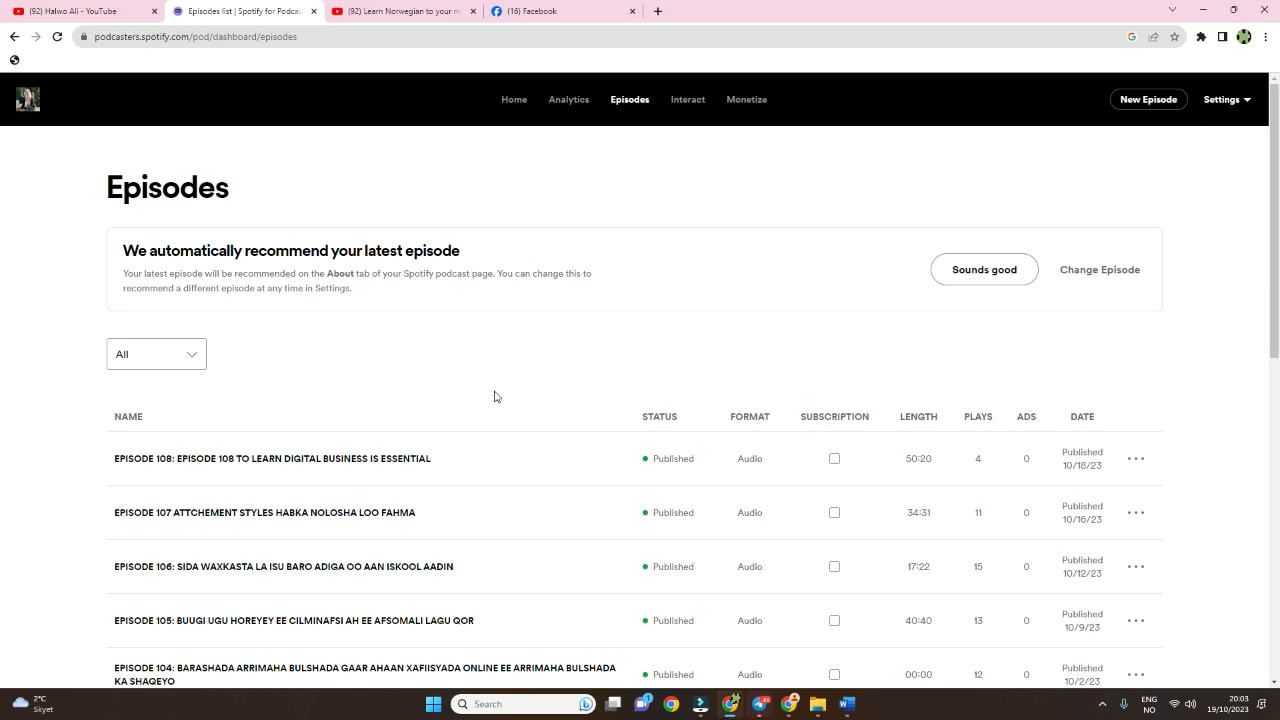 (92) Halwo Ali - YouTube
Episodes list | Spotify for Podcas
(92) Learn Norwegian to your m
(16) Facebook
podcasters.spotify.com/pod/dashboard/episodes
Home
Analytics
Episodes
Interact
Monetize
New Episode
Settings
Episodes
We automatically recommend your latest episode
Your latest episode will be recommended on the About tab of your Spotify podcast page. You can change this to
recommend a different episode at any time in Settings.
Sounds good
Change Episode
All
NAME STATUS FORMAT SUBSCRIPTION LENGTH PLAYS ADS DATE
EPISODE 108: EPISODE 108 TO LEARN DIGITAL BUSINESS IS ESSENTIAL
Published Audio 50:20 4 0
Published
10/18/23
EPISODE 107 ATTCHEMENT STYLES HABKA NOLOSHA LOO FAHMA
Published Audio 34:31 11 0
Published
10/16/23
EPISODE 106: SIDA WAXKASTA LA ISU BARO ADIGA OO AAN ISKOOL AADIN
Published Audio 17:22 15 0
Published
10/12/23
EPISODE 105: BUUGI UGU HOREYEY EE CILMINAFSI AH EE AFSOMALI LAGU QOR
Published Audio 40:40 13 0
Published
10/9/23
EPISODE 104: BARASHADA ARRIMAHA BULSHADA GAAR AHAAN XAFIISYADA ONLINE EE ARRIMAHA BULSHADA
KA SHAQEYO
Published Audio 00:00 12 0
Published
10/2/23
2°C
Skyet
Search
ENG
NO
20:03
19/10/2023